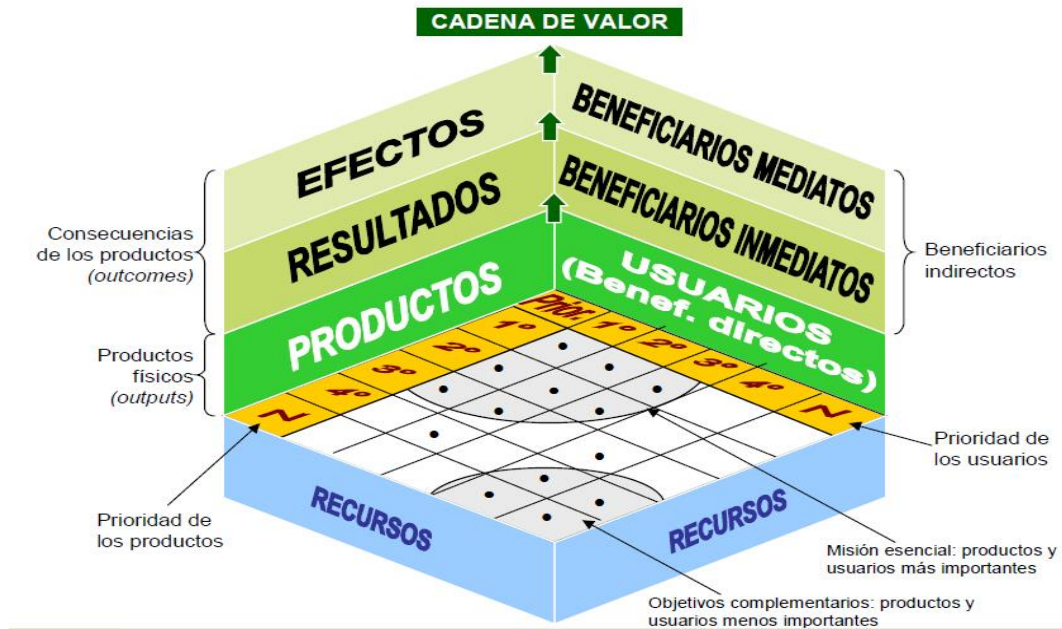 CADENA DE VALOR
EFECTOS
BENEFICIARIOS MEDIATOS
RESULTADOS
BENEFICIARIOS INMEDIATOS
PRODUCTOS
USUARIOS
(Benef. directos)
Consecuencias
de los productos
(outcomes)
Beneficiarios
indirectos
Productos
físicos
(outputs)
Prior.
1º
2º
3º
4º
N
1º
2º
3º
4º
N
Prioridad de
los productos
Prioridad de
los usuarios
RECURSOS
RECURSOS
Misión esencial: productos y
usuarios más importantes
Objetivos complementarios: productos y
usuarios menos importantes